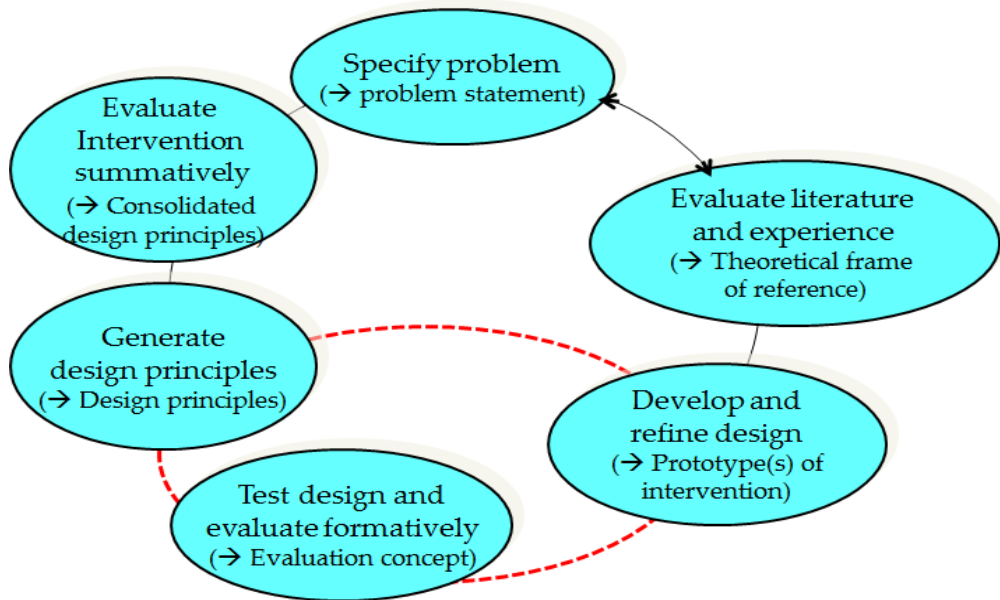 Specify problem
(→ problem statement)
Evaluate literature
and experience
(→ Theoretical frame
of reference)
Develop and
refine design
(→ Prototype(s) of
intervention)
Test design and
evaluate formatively
(→ Evaluation concept)
Generate
design principles
(→ Design principles)
Evaluate
Intervention
summatively
(→ Consolidated
design principles)